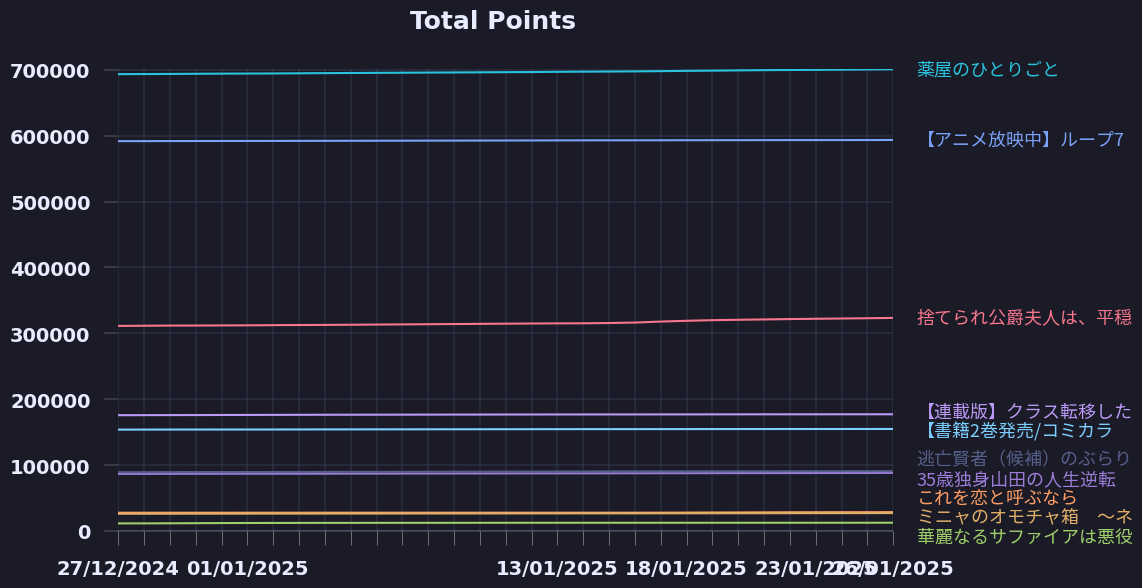 Total Points
700000
薬屋のひとりごと
600000
【アニメ放映中】ループ7
500000
400000
300000
捨てられ公爵夫人は、平穏
200000
【連載版】クラス転移した
【書籍2巻発売/コミカラ
100000
逃亡賢者（候補）のぶらり
35歳独身山田の人生逆転
これを恋と呼ぶなら
ミニャのオモチャ箱　～ネ
0
華麗なるサファイアは悪役
27/12/2024 01/01/2025 13/01/2025 18/01/2025 23/01/2025 26/01/2025